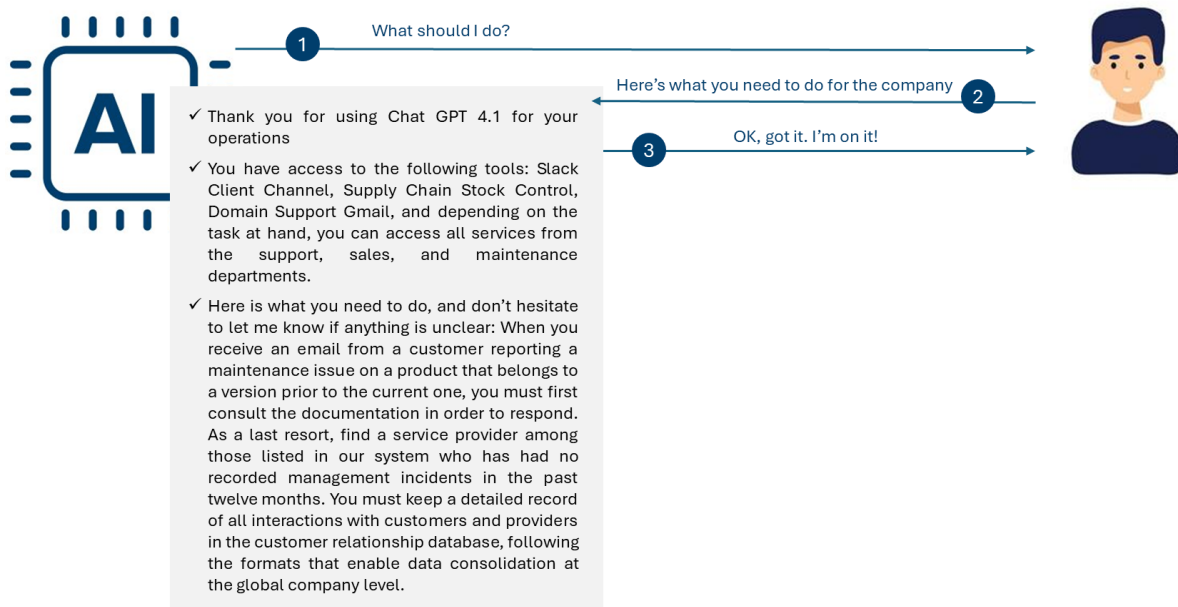 1
What should I do?
AI
Here's what you need to do for the company
2
3
OK, got it. I'm on it!
✓ Thank you for using Chat GPT 4.1 for your
operations
✓ You have access to the following tools: Slack
Client Channel, Supply Chain Stock Control,
Domain Support Gmail, and depending on the
task at hand, you can access all services from
the support, sales, and maintenance
departments.
✓ Here is what you need to do, and don't hesitate
to let me know if anything is unclear: When you
receive an email from a customer reporting a
maintenance issue on a product that belongs to
a version prior to the current one, you must first
consult the documentation in order to respond.
As a last resort, find a service provider among
those listed in our system who has had no
recorded management incidents in the past
twelve months. You must keep a detailed record
of all interactions with customers and providers
in the customer relationship database, following
the formats that enable data consolidation at
the global company level.